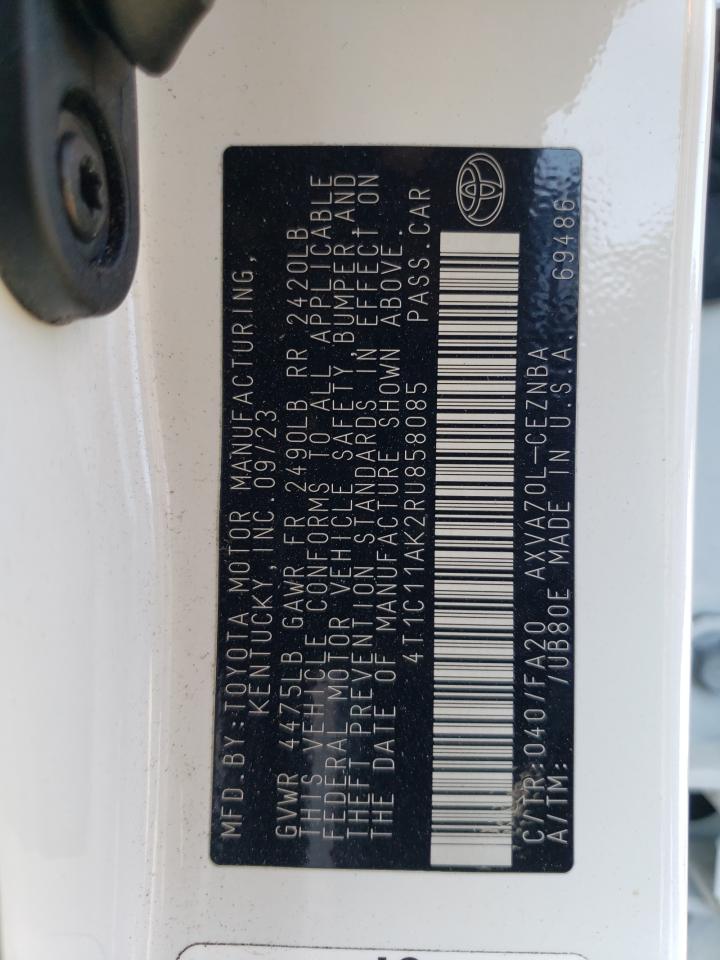 MFD.BY:TOYOTA MOTOR MANUFACTURING,
KENTUCKY,INC.09/23
GVWR 4475LB GAWR FR 2490LB RR 2420LB
THIS VEHICLE CONFORMS TO ALL APPLICABLE
FEDERAL MOTOR VEHICLE SAFETY,BUMPER,AND
THEFT PREVENTION STANDARDS IN EFFECT ON
THE DATE OF MANUFACTURE SHOWN ABOVE.
4T1C11AK2RU858085 PASS.CAR
C/TR:040/FA20 AXVA70L-CEZNBA
A/TM: /UB80E MADE IN U.S.A. 69486